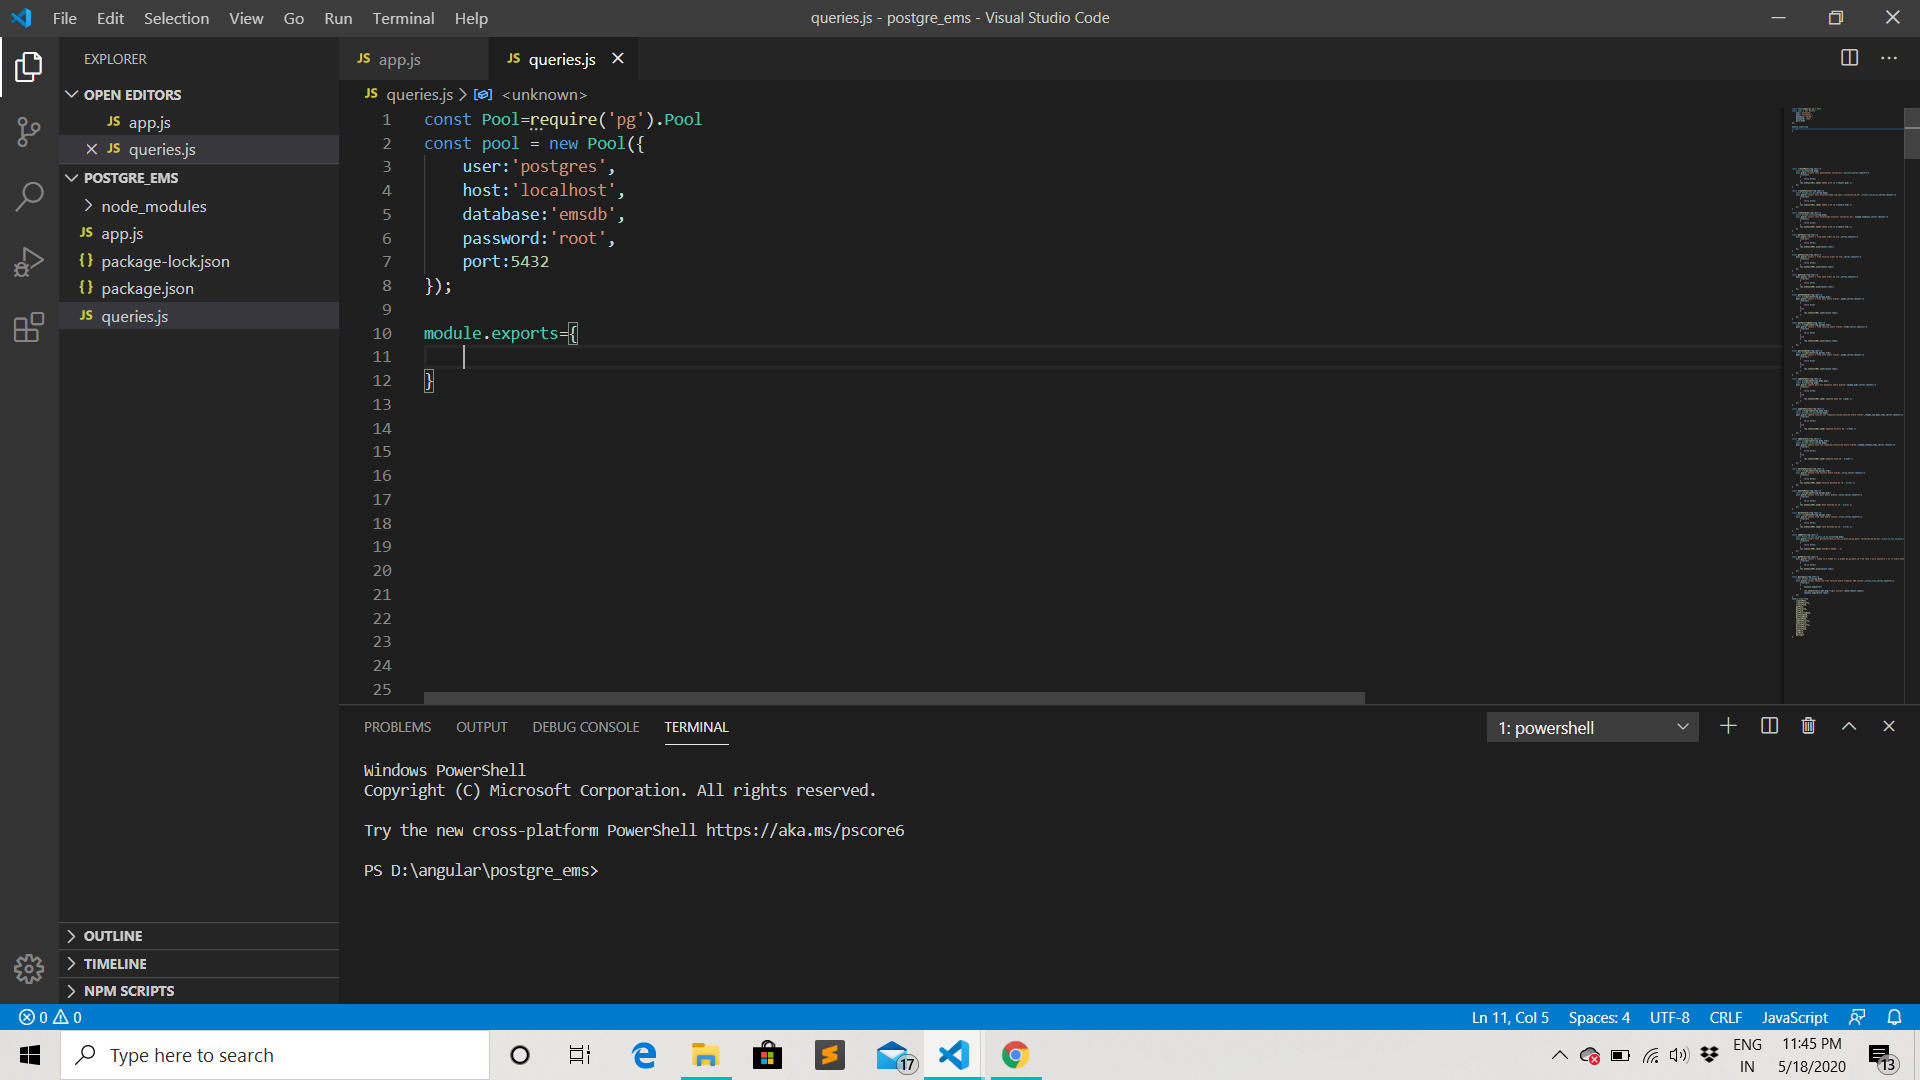 File Edit Selection View Go Run Terminal Help
queries.js - postgre_ems - Visual Studio Code
EXPLORER
OPEN EDITORS
JS app.js
JS queries.js
POSTGRE_EMS
node_modules
JS app.js
{} package-lock.json
{} package.json
JS queries.js
OUTLINE
TIMELINE
NPM SCRIPTS
JS app.js
JS queries.js
JS queries.js > <unknown>
1 const Pool=require('pg').Pool
2 const pool = new Pool({
3 user:'postgres',
4 host:'localhost',
5 database:'emsdb',
6 password:'root',
7 port:5432
8 });
9
10 module.exports={
11
12 }
13
14
15
16
17
18
19
20
21
22
23
24
25
PROBLEMS OUTPUT DEBUG CONSOLE TERMINAL
1: powershell
Windows PowerShell
Copyright (C) Microsoft Corporation. All rights reserved.
Try the new cross-platform PowerShell https://aka.ms/pscore6
PS D:\angular\postgre_ems>
0 0
Ln 11, Col 5 Spaces: 4 UTF-8 CRLF JavaScript
Type here to search
17
ENG
IN
11:45 PM
5/18/2020
13